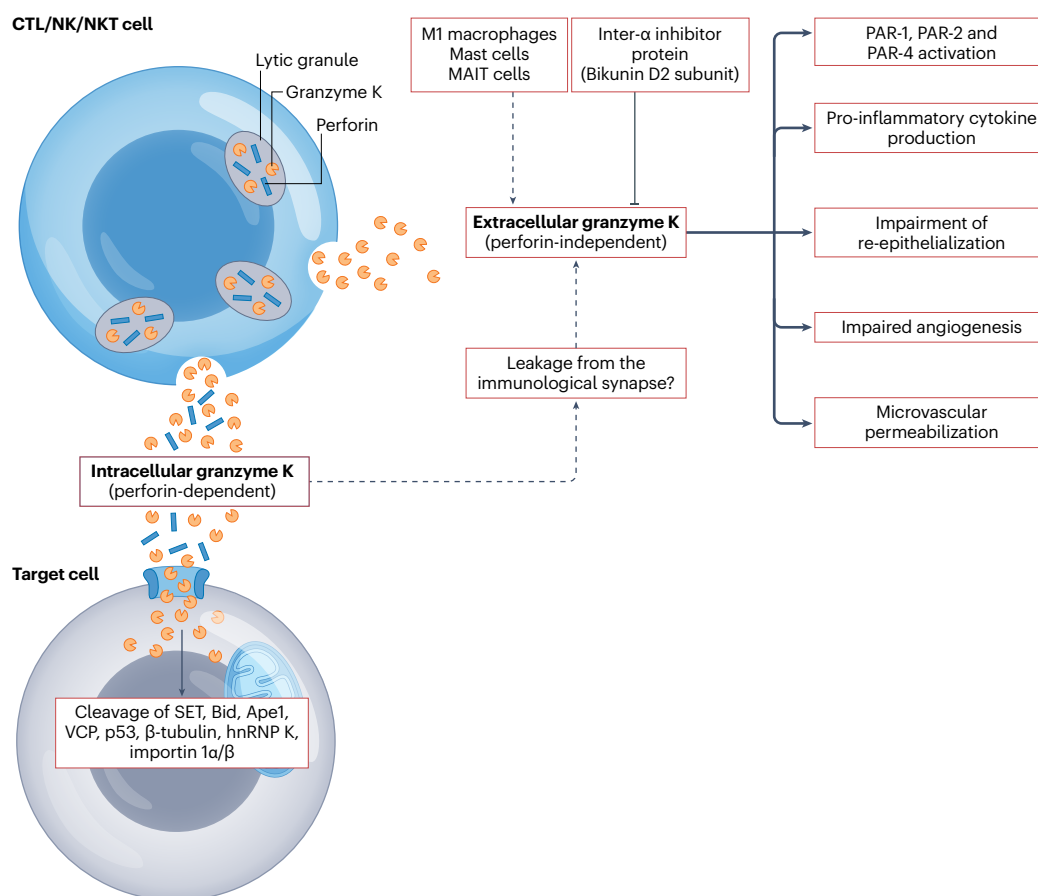 CTL/NK/NKT cell
Lytic granule
Granzyme K
Perforin
M1 macrophages
Mast cells
MAIT cells
Inter-α inhibitor
protein
(Bikunin D2 subunit)
Extracellular granzyme K
(perforin-independent)
PAR-1, PAR-2 and
PAR-4 activation
Pro-inflammatory cytokine
production
Impairment of
re-epithelialization
Impaired angiogenesis
Microvascular
permeabilization
Leakage from the
immunological synapse?
Intracellular granzyme K
(perforin-dependent)
Target cell
Cleavage of SET, Bid, Ape1,
VCP, p53, β-tubulin, hnRNP K,
importin 1α/β